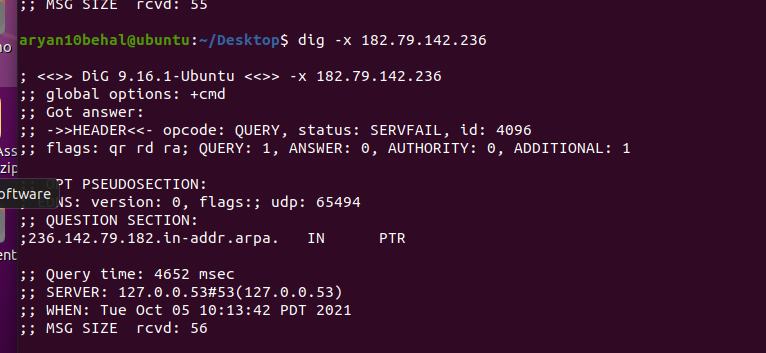 ;; MSG SIZE  rcvd: 55
aryan10behal@ubuntu:~/Desktop$ dig -x 182.79.142.236
; <<>> DiG 9.16.1-Ubuntu <<>> -x 182.79.142.236
;; global options: +cmd
;; Got answer:
;; ->>HEADER<<- opcode: QUERY, status: SERVFAIL, id: 4096
;; flags: qr rd ra; QUERY: 1, ANSWER: 0, AUTHORITY: 0, ADDITIONAL: 1
PSEUDOSECTION:
oftware
version: 0, flags:; udp: 65494
;; QUESTION SECTION:
;236.142.79.182.in-addr.arpa.   IN      PTR
;; Query time: 4652 msec
;; SERVER: 127.0.0.53#53(127.0.0.53)
;; WHEN: Tue Oct 05 10:13:42 PDT 2021
;; MSG SIZE  rcvd: 56
no
Ass
zip
ent